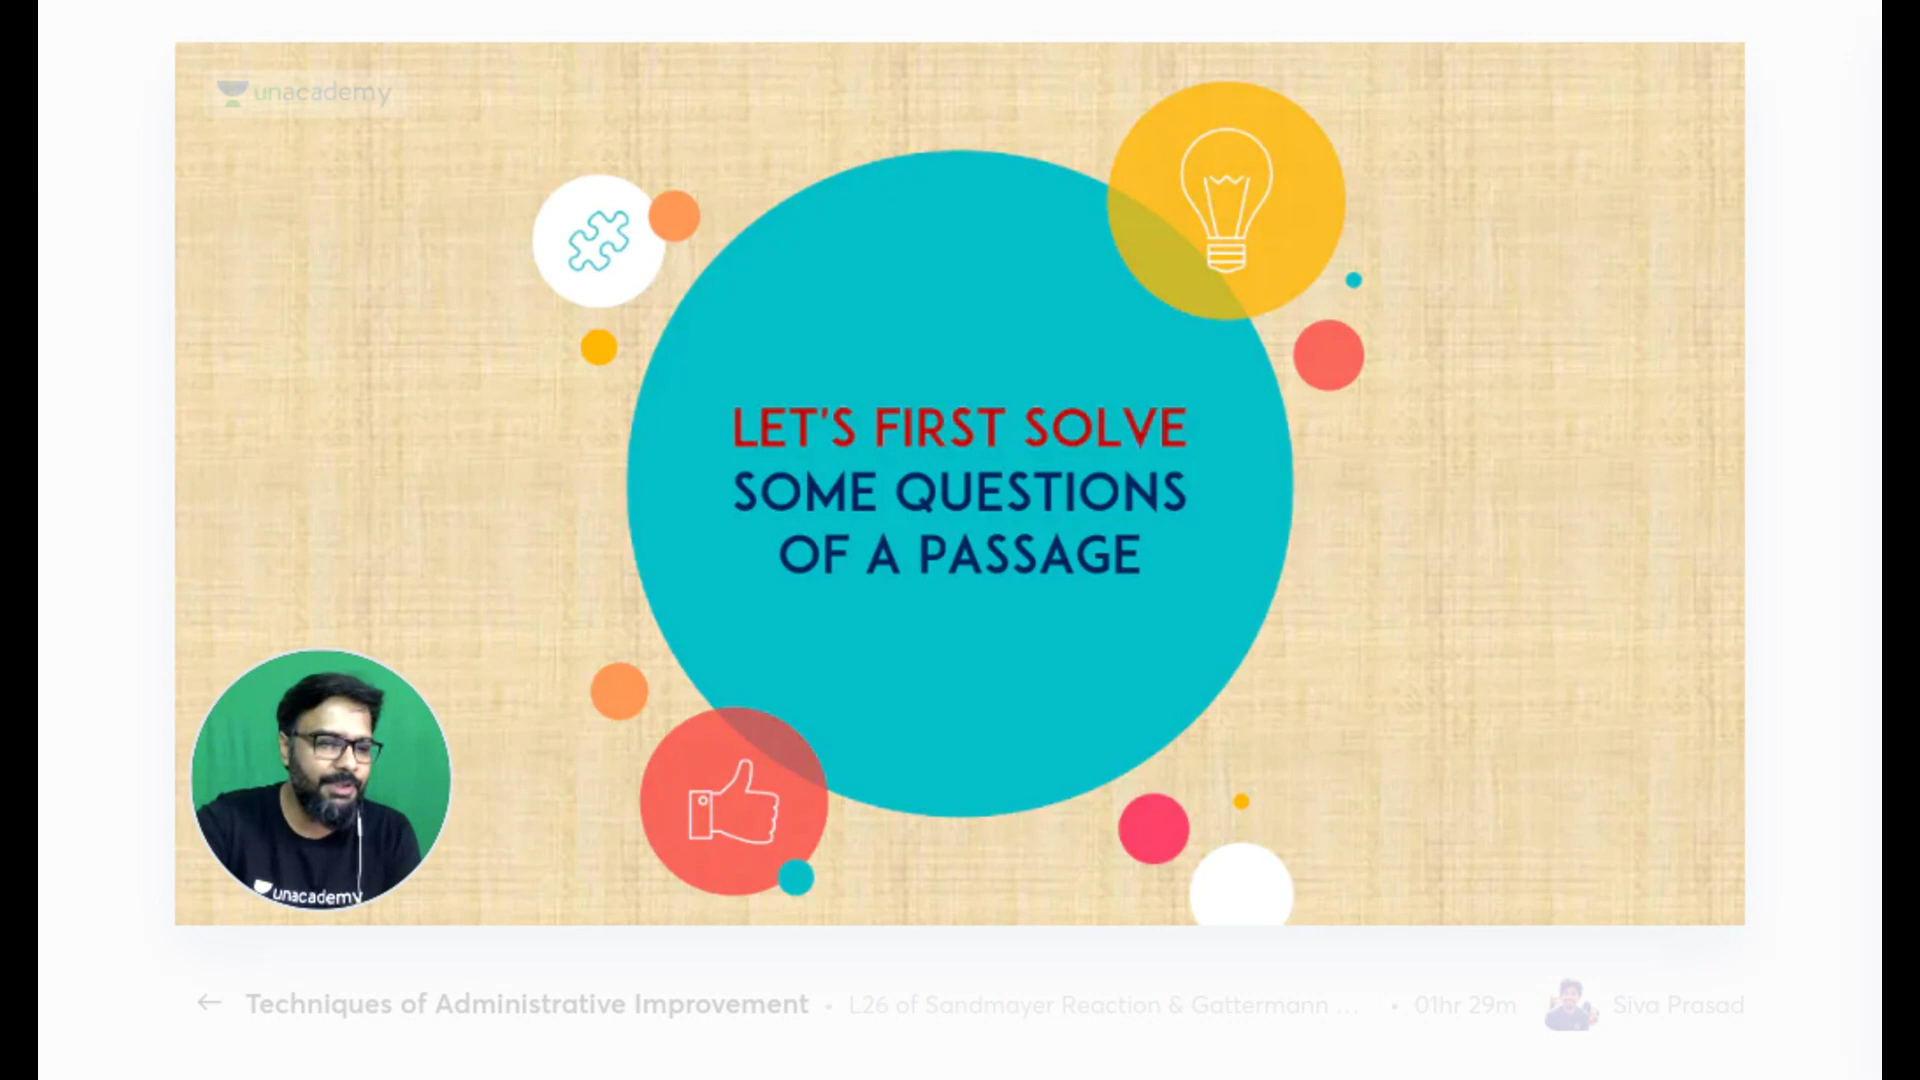 unacademy
LET'S FIRST SOLVE
SOME QUESTIONS
OF A PASSAGE
unacademy
Techniques of Administrative Improvement • L26 of Sandmayer Reaction & Gattermann ... • 01hr 29m Siva Prasad